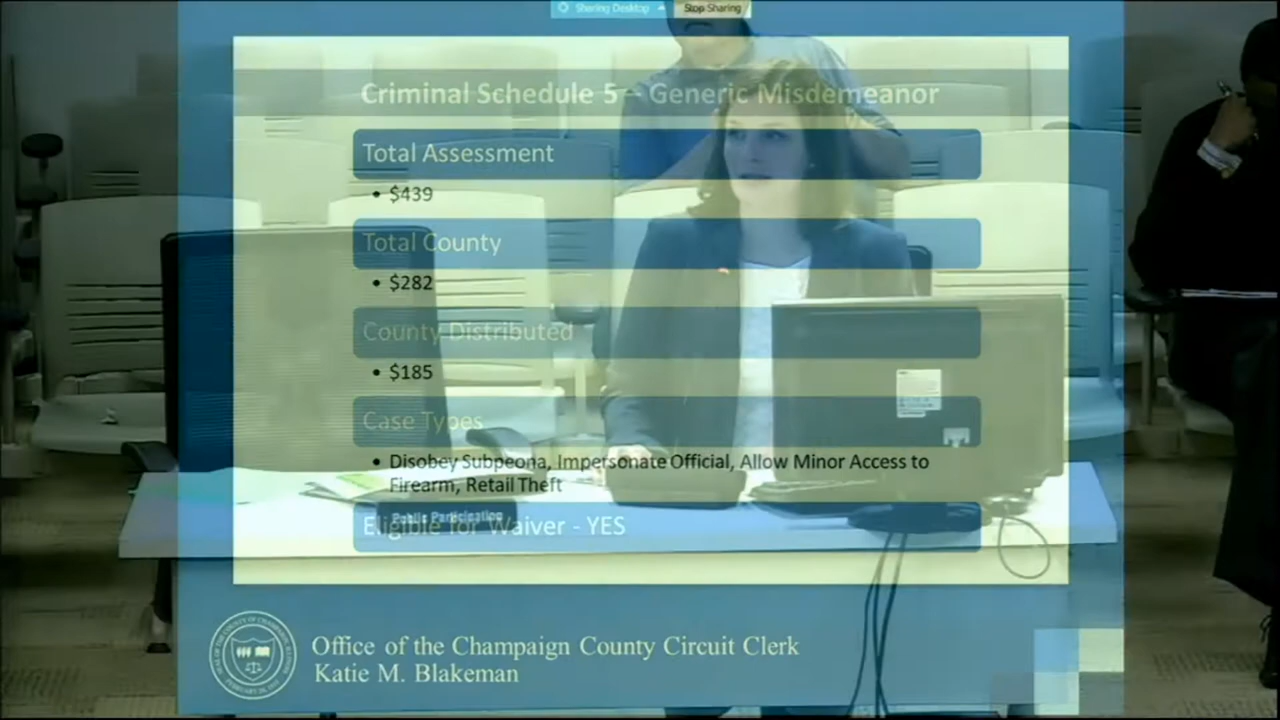 Sharing Desktop
Stop Sharing
Criminal Schedule 5 – Generic Misdemeanor
Total Assessment
• $439
Total County
• $282
County Distributed
• $185
Case Types
• Disobey Subpeona, Impersonate Official, Allow Minor Access to
Firearm, Retail Theft
Public Participation
Eligible for Waiver - YES
Office of the Champaign County Circuit Clerk
Katie M. Blakeman